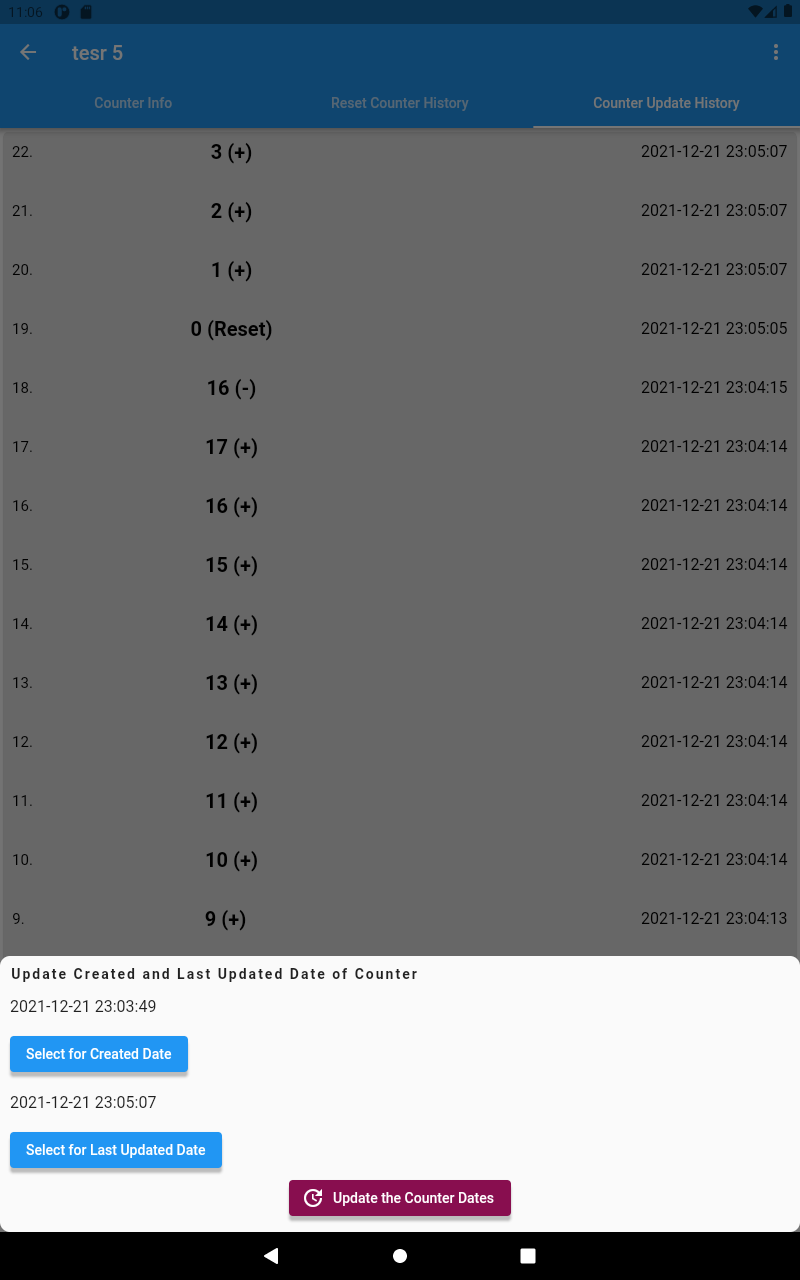 11:06
tesr 5
Counter Info Reset Counter History Counter Update History
22. 3 (+) 2021-12-21 23:05:07
21. 2 (+) 2021-12-21 23:05:07
20. 1 (+) 2021-12-21 23:05:07
19. 0 (Reset) 2021-12-21 23:05:05
18. 16 (-) 2021-12-21 23:04:15
17. 17 (+) 2021-12-21 23:04:14
16. 16 (+) 2021-12-21 23:04:14
15. 15 (+) 2021-12-21 23:04:14
14. 14 (+) 2021-12-21 23:04:14
13. 13 (+) 2021-12-21 23:04:14
12. 12 (+) 2021-12-21 23:04:14
11. 11 (+) 2021-12-21 23:04:14
10. 10 (+) 2021-12-21 23:04:14
9. 9 (+) 2021-12-21 23:04:13
Update Created and Last Updated Date of Counter
2021-12-21 23:03:49
Select for Created Date
2021-12-21 23:05:07
Select for Last Updated Date
Update the Counter Dates